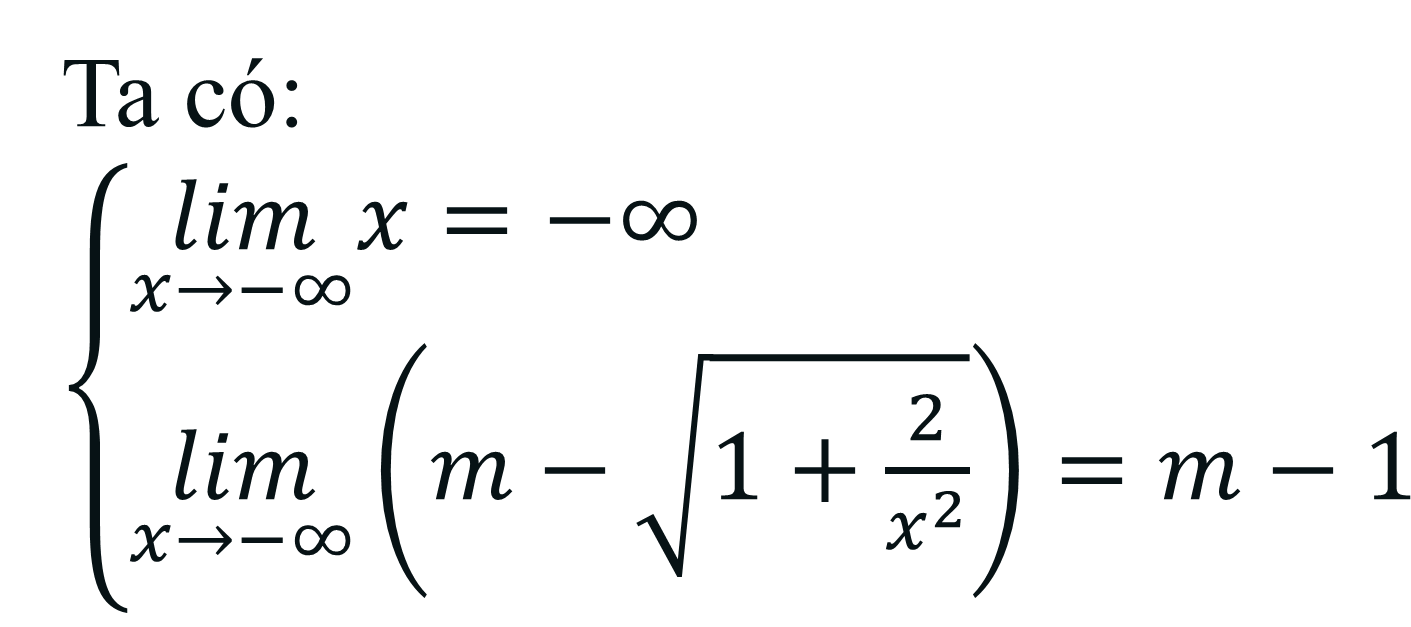 Ta có:
{ lim x→−∞ x = −∞
lim x→−∞ (m − √(1 + 2/x²)) = m − 1